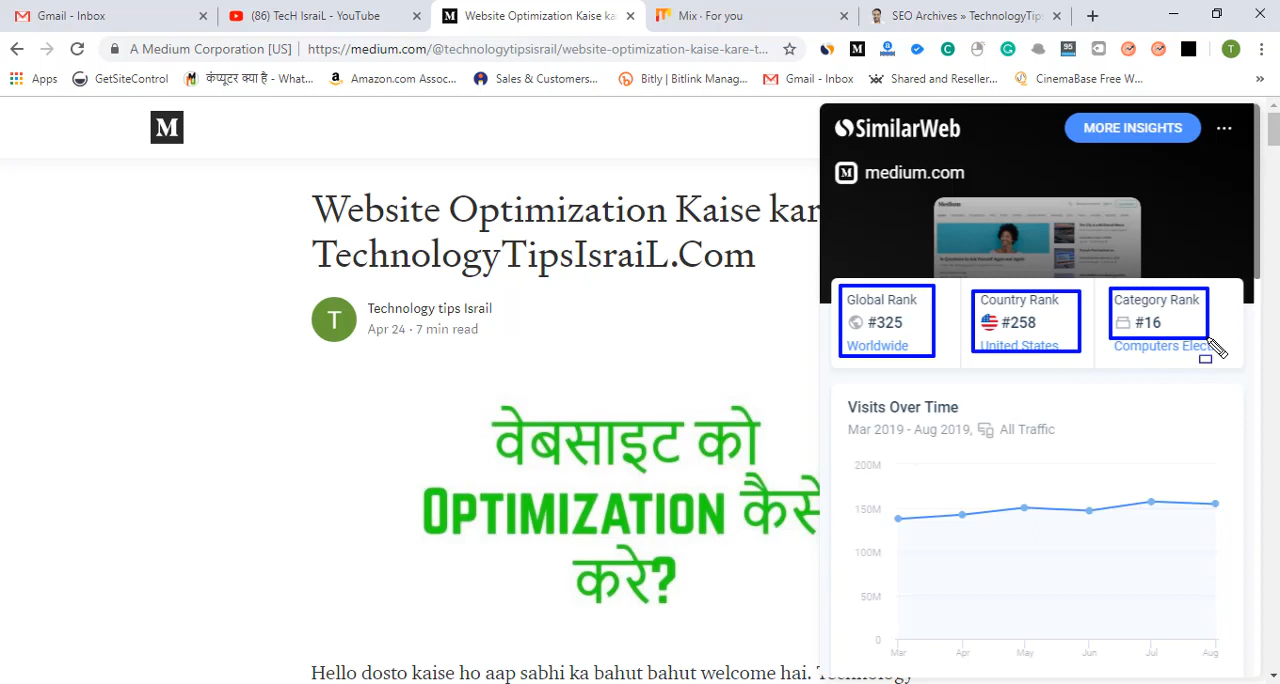 Gmail - Inbox
(86) TecH IsraiL - YouTube
Website Optimization Kaise ka
Mix · For you
SEO Archives » TechnologyTips
A Medium Corporation [US]
https://medium.com/@technologytipsisrail/website-optimization-kaise-kare-t...
95
T
Apps
GetSiteControl
कंप्यूटर क्या है - What...
Amazon.com Assoc...
Sales & Customers...
Bitly | Bitlink Manag...
Gmail - Inbox
Shared and Reseller...
CinemaBase Free W...
»
M
SimilarWeb
MORE INSIGHTS
medium.com
Website Optimization Kaise kar
TechnologyTipsIsraiL.Com
T
Technology tips Israil
Apr 24 · 7 min read
Global Rank
#325
Worldwide
Country Rank
#258
United States
Category Rank
#16
Computers Elect
Visits Over Time
Mar 2019 - Aug 2019, All Traffic
200M
150M
100M
50M
0
Mar Apr May Jun Jul Aug
वेबसाइट को
OPTIMIZATION कैसे
करे?
Hello dosto kaise ho aap sabhi ka bahut bahut welcome hai. Technology